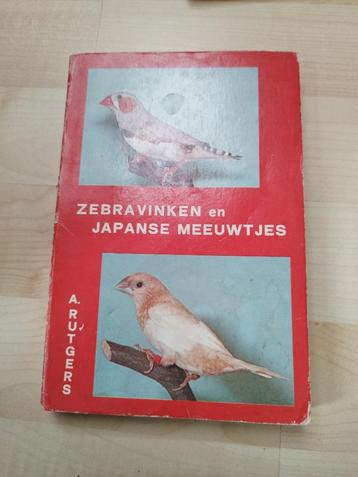 ZEBRAVINKEN en
JAPANSE MEEUWTJES
A. RUTGERS